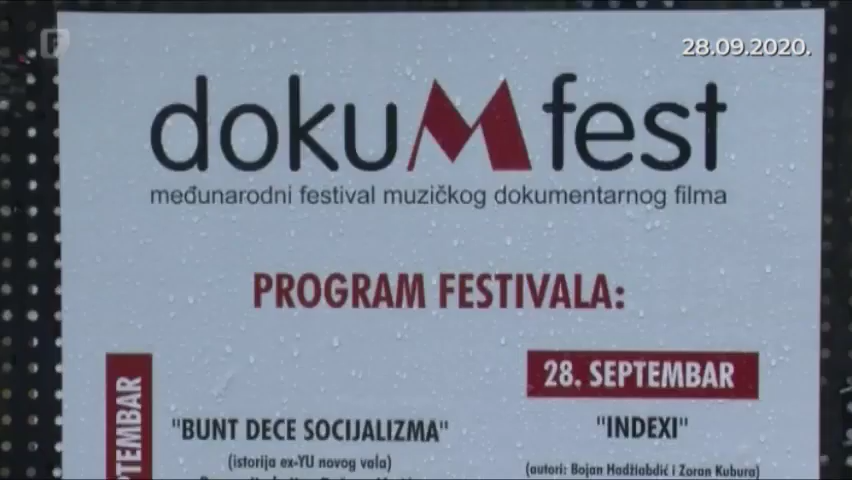 28.09.2020.
dokuMfest
međunarodni festival muzičkog dokumentarnog filma
PROGRAM FESTIVALA:
28. SEPTEMBAR
"BUNT DECE SOCIJALIZMA"
(istorija ex-YU novog vala)
"INDEXI"
(autori: Bojan Hadžiabdić i Zoran Kubura)